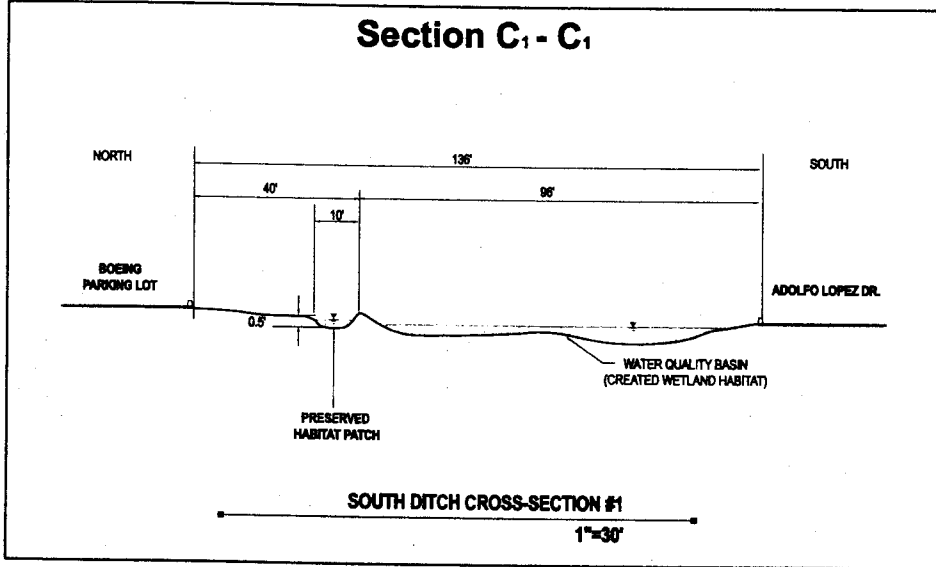 Section C₁ - C₁
NORTH
136'
SOUTH
40'
96'
10'
BOEING
PARKING LOT
ADOLFO LOPEZ DR.
0.5'
WATER QUALITY BASIN
(CREATED WETLAND HABITAT)
PRESERVED
HABITAT PATCH
SOUTH DITCH CROSS-SECTION #1
1"=30'